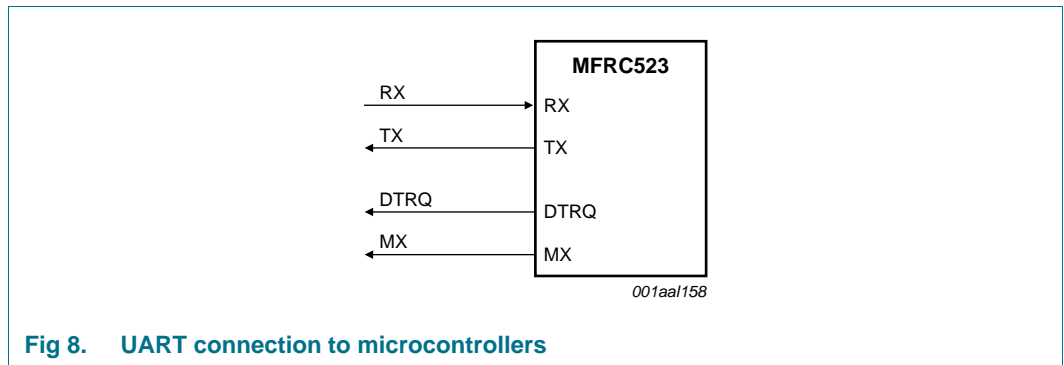 MFRC523
RX RX
TX TX
DTRQ DTRQ
MX MX
001aal158
Fig 8. UART connection to microcontrollers